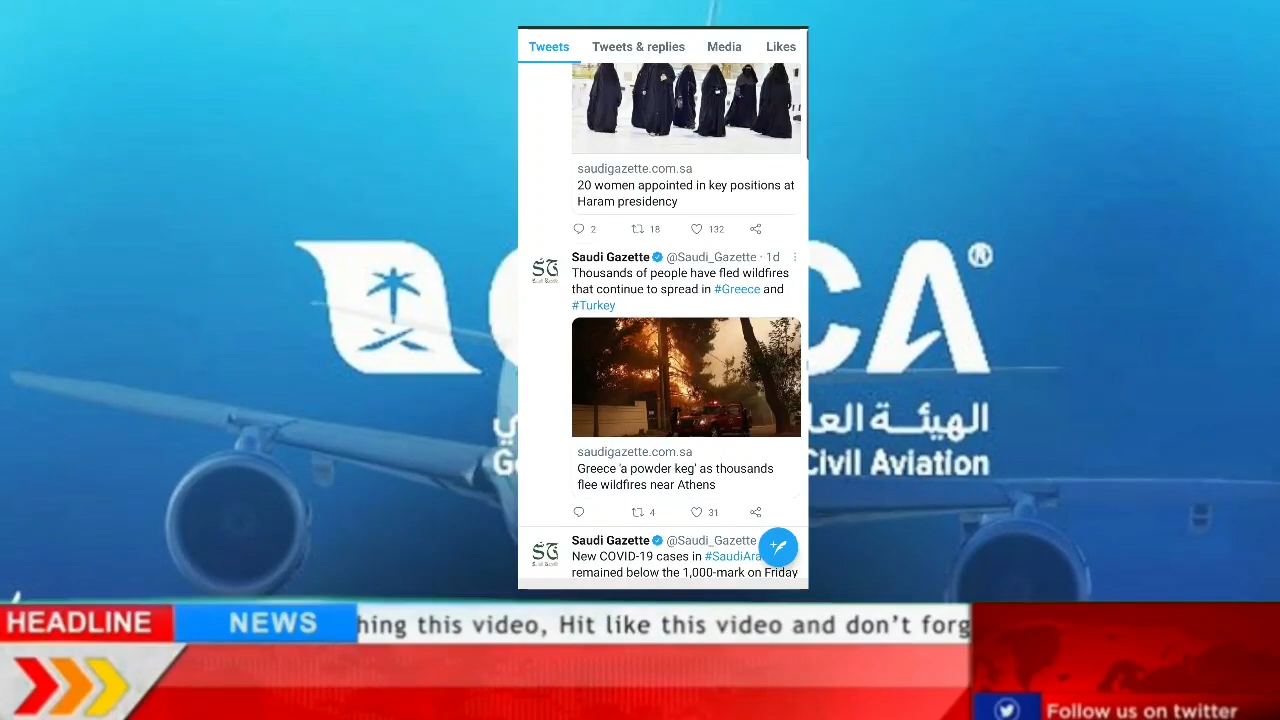 Tweets Tweets & replies Media Likes
saudigazette.com.sa
20 women appointed in key positions at
Haram presidency
2 18 132
Saudi Gazette @Saudi_Gazette · 1d
Thousands of people have fled wildfires
that continue to spread in #Greece and
#Turkey
saudigazette.com.sa
Greece 'a powder keg' as thousands
flee wildfires near Athens
4 31
Saudi Gazette @Saudi_Gazette
New COVID-19 cases in #SaudiAra
remained below the 1,000-mark on Friday
CA®
الهيئـة العا
Civil Aviation
HEADLINE NEWS hing this video, Hit like this video and don't forg
Follow us on twitter